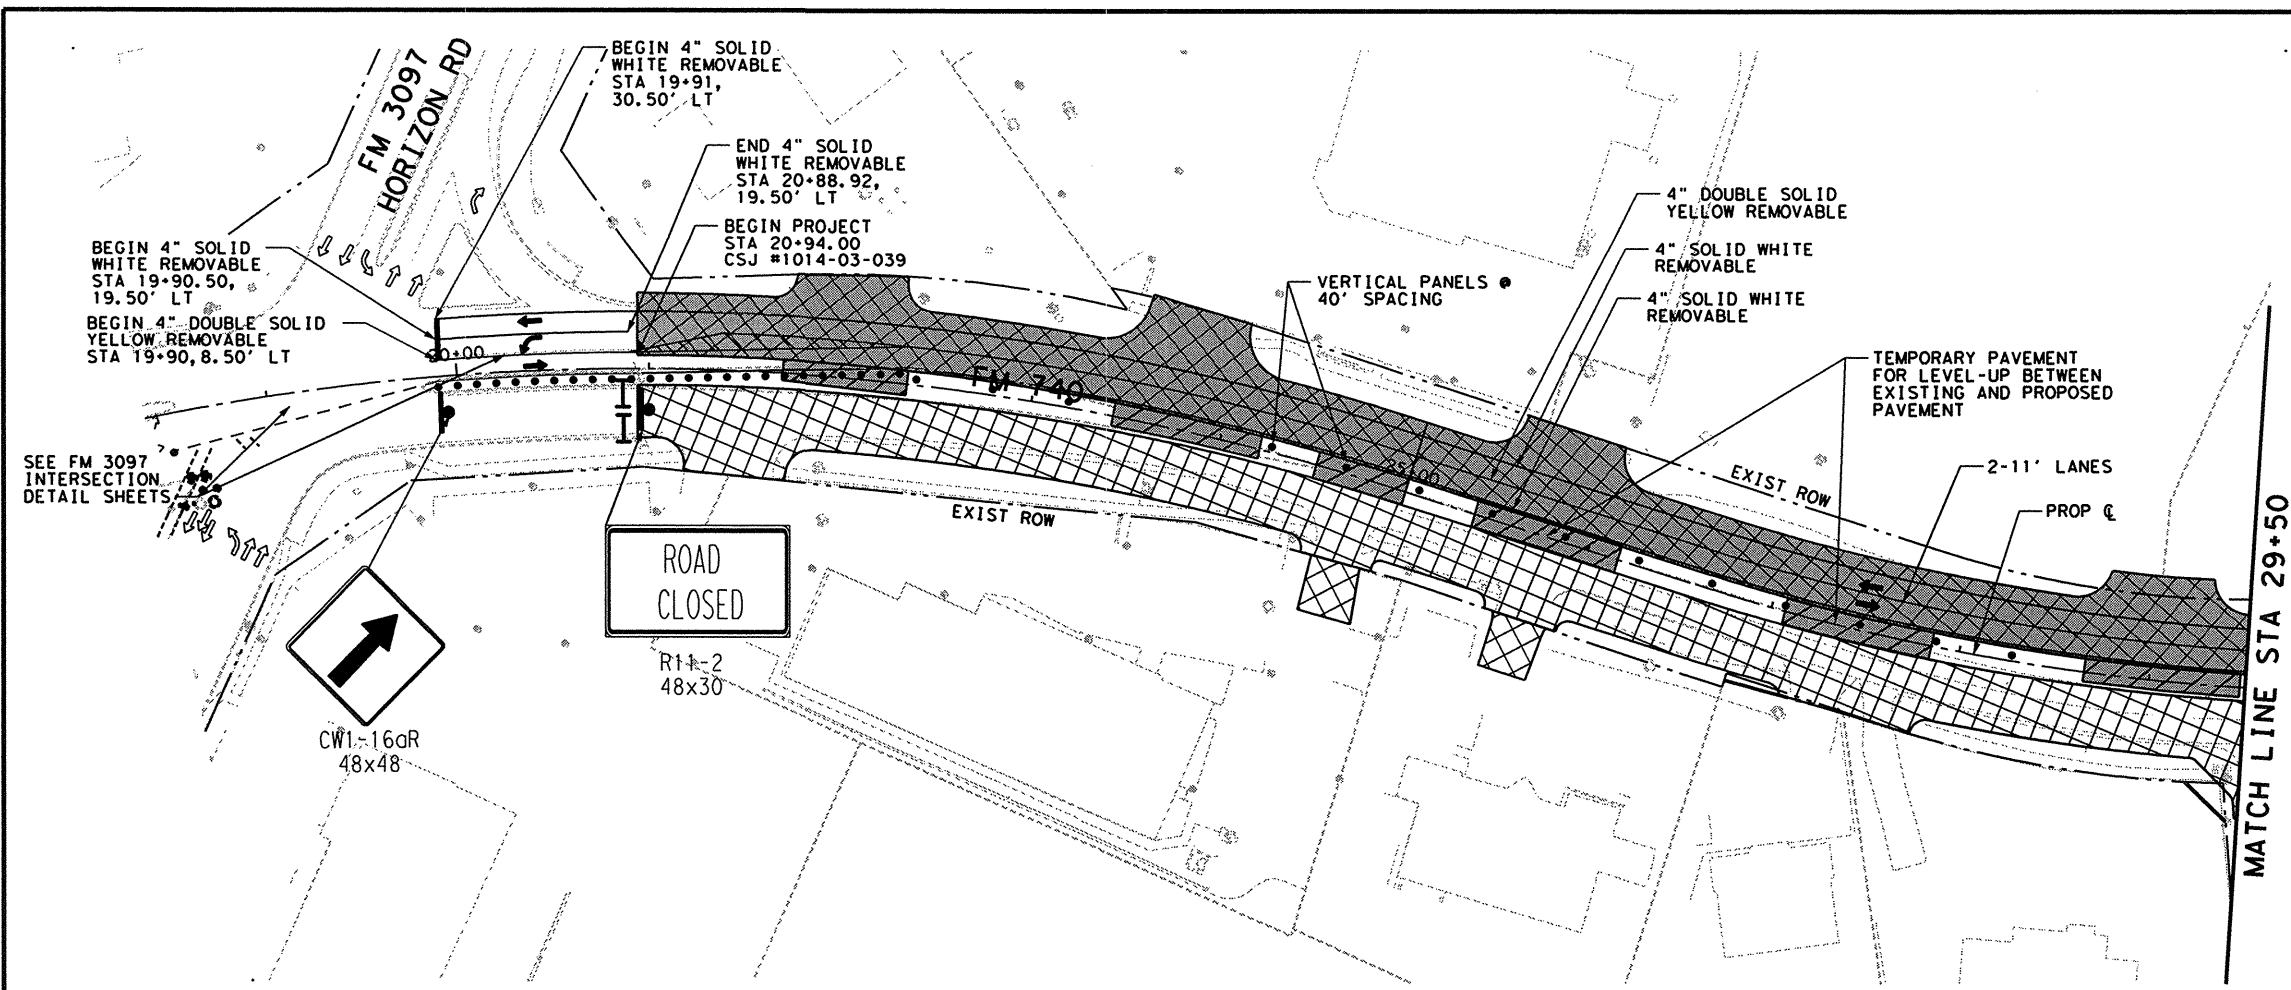 FM 3097
HORIZON RD
BEGIN 4" SOLID
WHITE REMOVABLE
STA 19+91,
30.50' LT
END 4" SOLID
WHITE REMOVABLE
STA 20+88.92,
19.50' LT
BEGIN PROJECT
STA 20+94.00
CSJ #1014-03-039
BEGIN 4" SOLID
WHITE REMOVABLE
STA 19+90.50,
19.50' LT
BEGIN 4" DOUBLE SOLID
YELLOW REMOVABLE
STA 19+90,8.50' LT
20+00
SEE FM 3097
INTERSECTION
DETAIL SHEETS
4" DOUBLE SOLID
YELLOW REMOVABLE
4" SOLID WHITE
REMOVABLE
4" SOLID WHITE
REMOVABLE
VERTICAL PANELS @
40' SPACING
TEMPORARY PAVEMENT
FOR LEVEL-UP BETWEEN
EXISTING AND PROPOSED
PAVEMENT
FM 740
25+00
EXIST ROW
2-11' LANES
PROP ℄
EXIST ROW
ROAD
CLOSED
R11-2
48x30
CW1-16aR
48x48
MATCH LINE STA 29+50